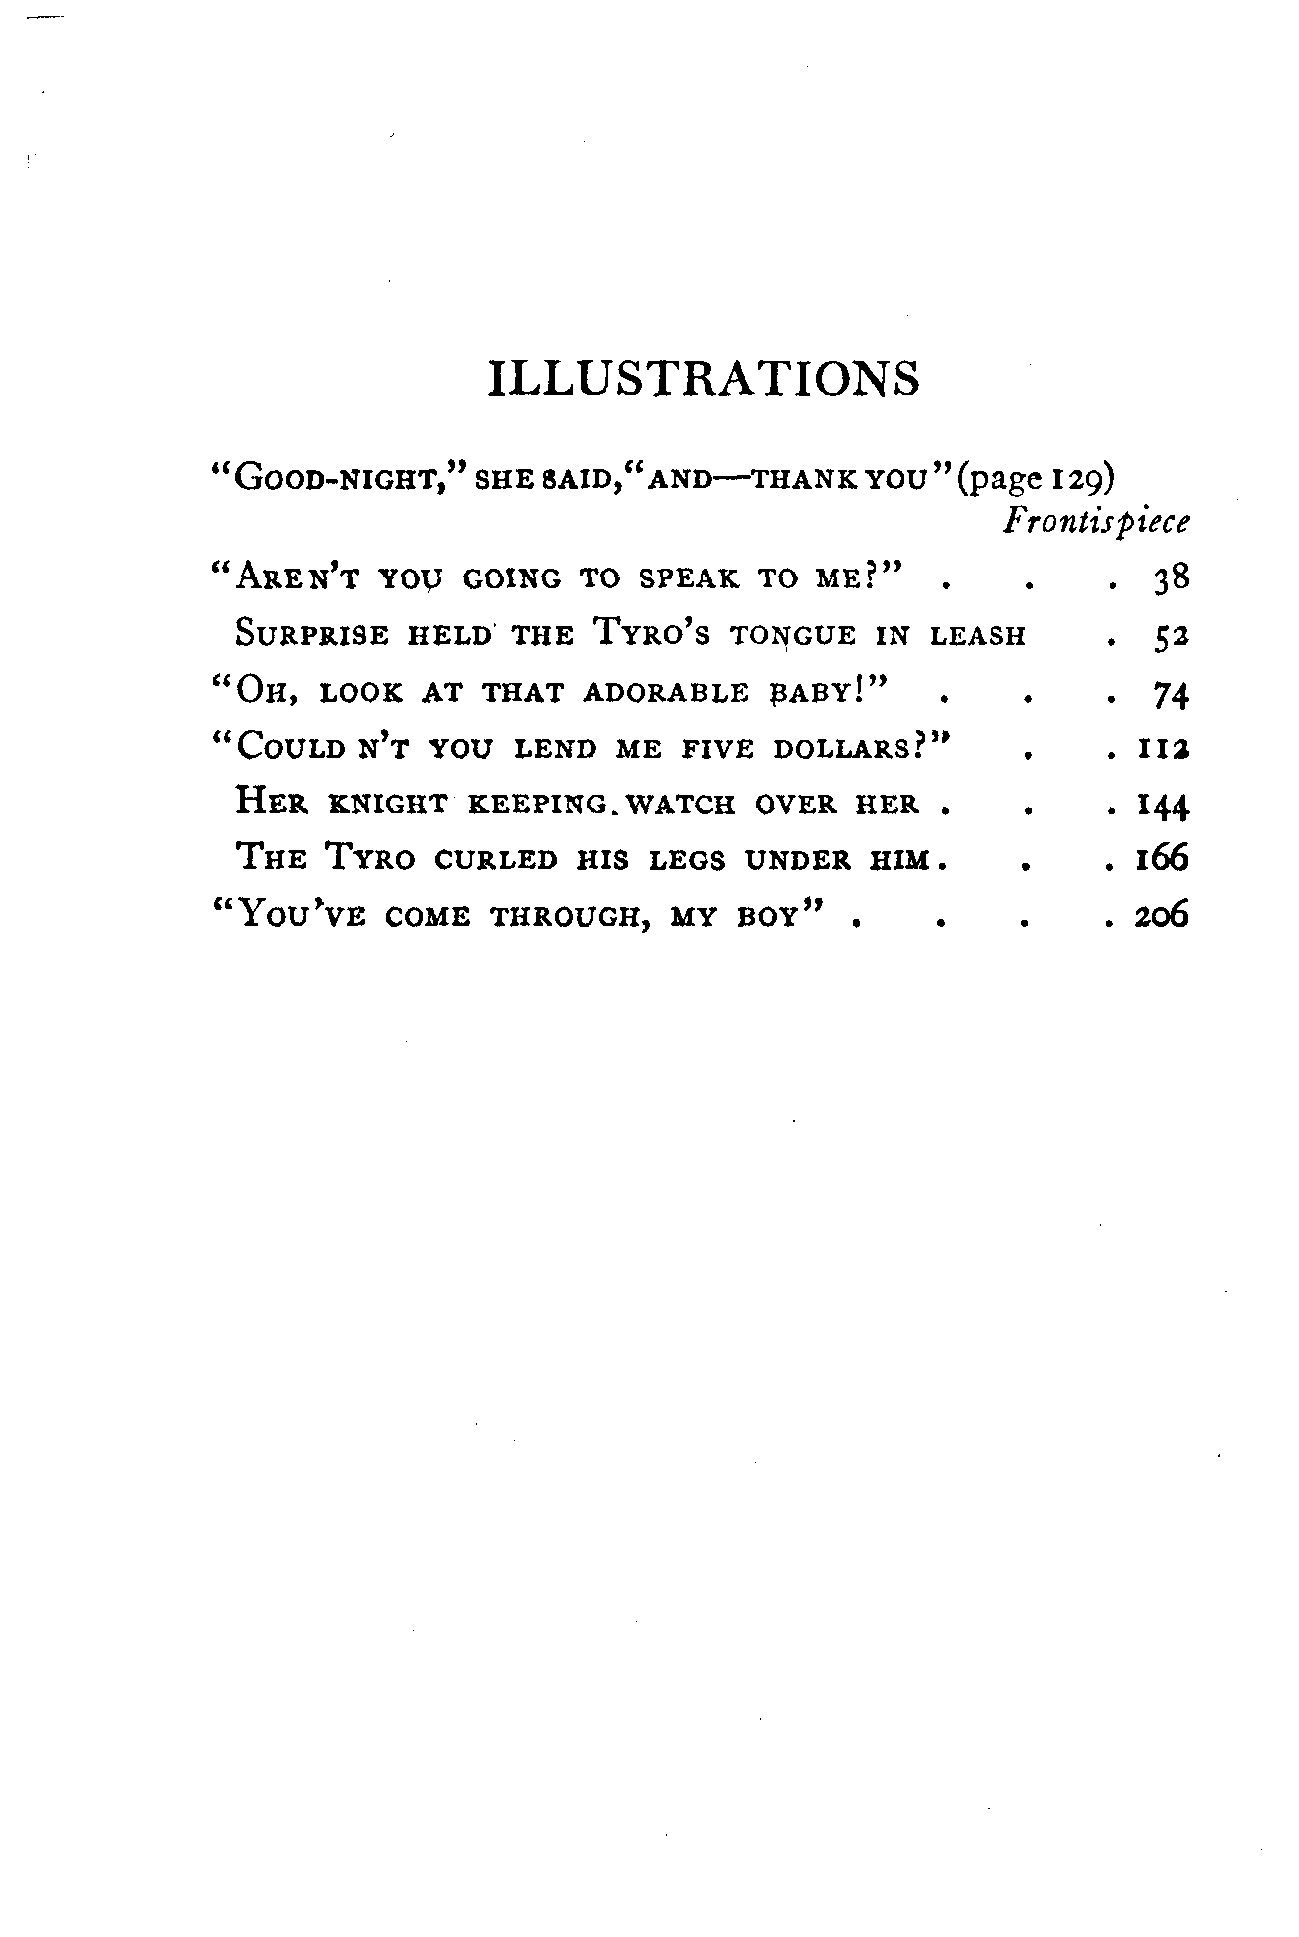 ILLUSTRATIONS
“Good-night,” she said, “and—thank you” (page 129)
Frontispiece
“Aren’t you going to speak to me?” . . . 38
Surprise held the Tyro’s tongue in leash . 52
“Oh, look at that adorable baby!” . . . 74
“Could n’t you lend me five dollars?” . . 112
Her knight keeping watch over her . . . 144
The Tyro curled his legs under him . . . 166
“You’ve come through, my boy” . . . . 206